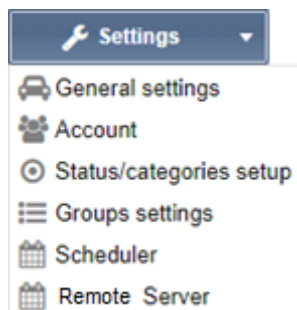 Settings
General settings
Account
Status/categories setup
Groups settings
Scheduler
Remote Server